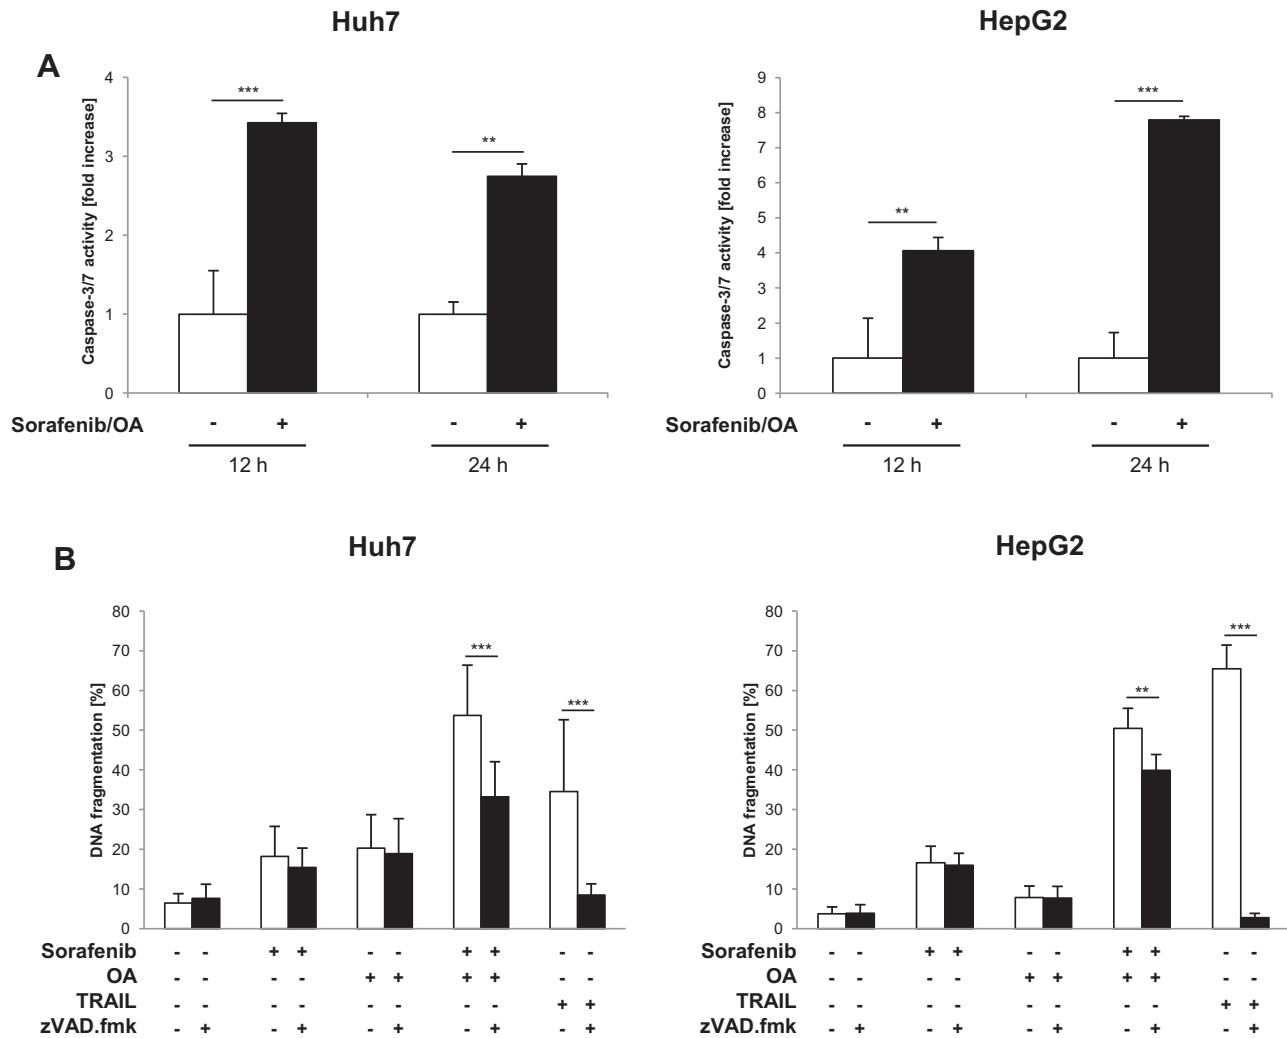 Huh7
HepG2
A
Caspase-3/7 activity [fold increase]
4
3
2
1
0
***
**
Sorafenib/OA - + - +
12 h 24 h
Caspase-3/7 activity [fold increase]
9
8
7
6
5
4
3
2
1
0
**
***
Sorafenib/OA - + - +
12 h 24 h
B
Huh7
HepG2
DNA fragmentation [%]
80
70
60
50
40
30
20
10
0
***
***
Sorafenib - - + + - - + + - -
OA - - - - + + + + - -
TRAIL - - - - - - - - + +
zVAD.fmk - + - + - + - + - +
DNA fragmentation [%]
80
70
60
50
40
30
20
10
0
**
***
Sorafenib - - + + - - + + - -
OA - - - - + + + + - -
TRAIL - - - - - - - - + +
zVAD.fmk - + - + - + - + - +